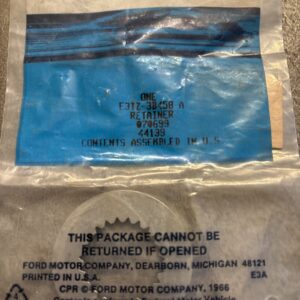 ONE
E3TZ-3B458 A
RETAINER
070699
44139
CONTENTS ASSEMBLED IN U S
THIS PACKAGE CANNOT BE
RETURNED IF OPENED
FORD MOTOR COMPANY, DEARBORN, MICHIGAN 48121
PRINTED IN U.S.A. E3A
CPR © FORD MOTOR COMPANY, 1966